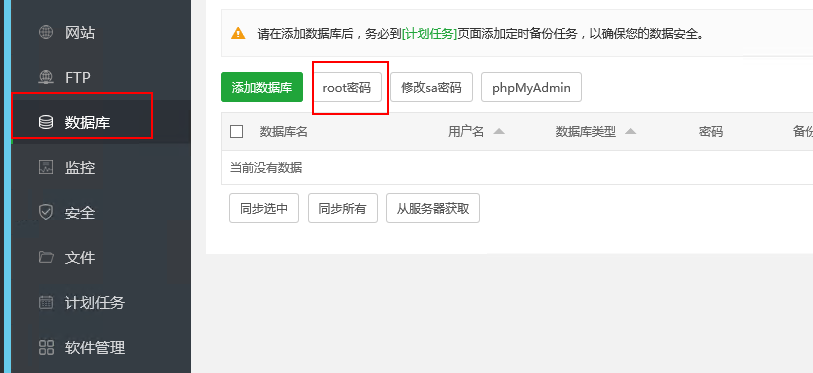 网站
FTP
数据库
监控
安全
文件
计划任务
软件管理
请在添加数据库后，务必到[计划任务]页面添加定时备份任务，以确保您的数据安全。
添加数据库 root密码 修改sa密码 phpMyAdmin
数据库名 用户名 数据库类型 密码 备份
当前没有数据
同步选中 同步所有 从服务器获取